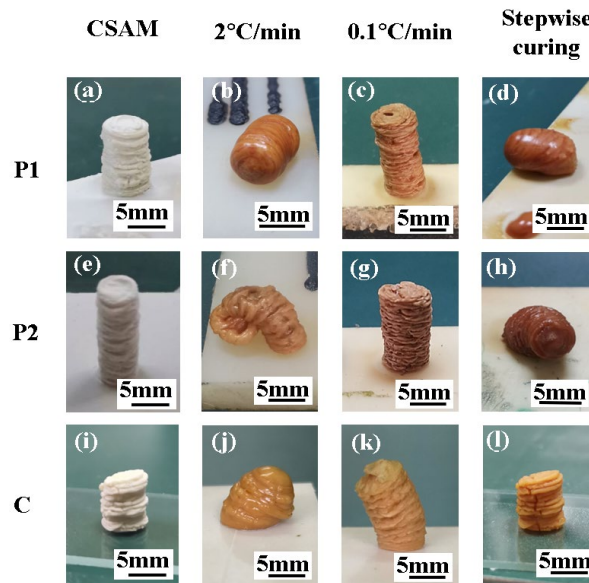 CSAM 2°C/min 0.1°C/min Stepwise
curing
P1 (a) 5mm (b) 5mm (c) 5mm (d) 5mm
P2 (e) 5mm (f) 5mm (g) 5mm (h) 5mm
C (i) 5mm (j) 5mm (k) 5mm (l) 5mm